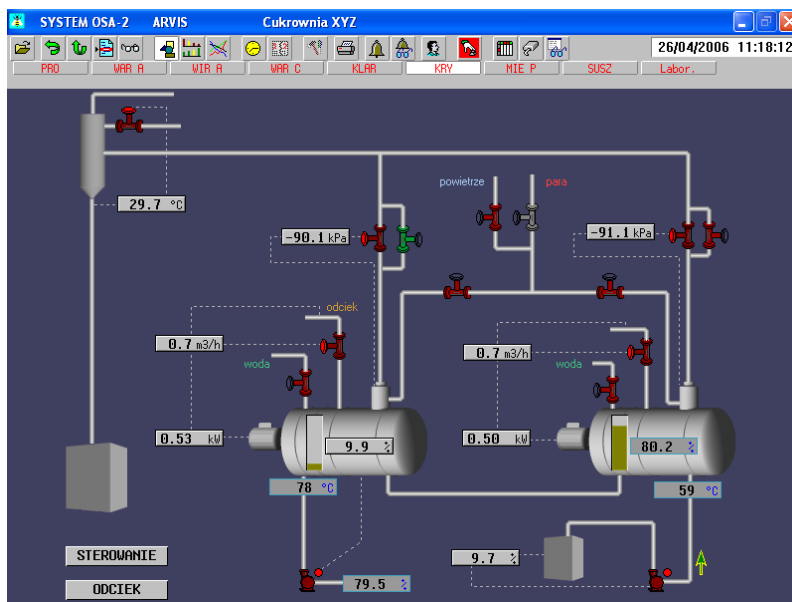 SYSTEM OSA-2 ARVIS Cukrownia XYZ
26/04/2006 11:18:12
PRO WAR A WIR A WAR C KLAR KRY MIE P SUSZ Labor.
29.7 °C
powietrze para
-90.1 kPa
-91.1 kPa
odciek
0.7 m3/h
0.7 m3/h
woda
woda
0.53 kW
9.9 %
0.50 kW
80.2 %
78 °C
59 °C
STEROWANIE
9.7 %
ODCIEK
79.5 %